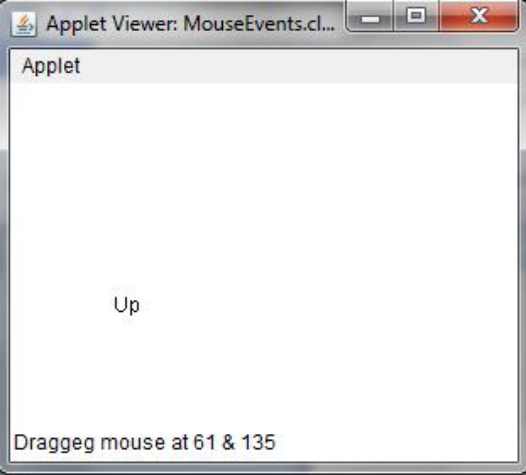 Applet Viewer: MouseEvents.cl...
Applet
Up
Draggeg mouse at 61 & 135